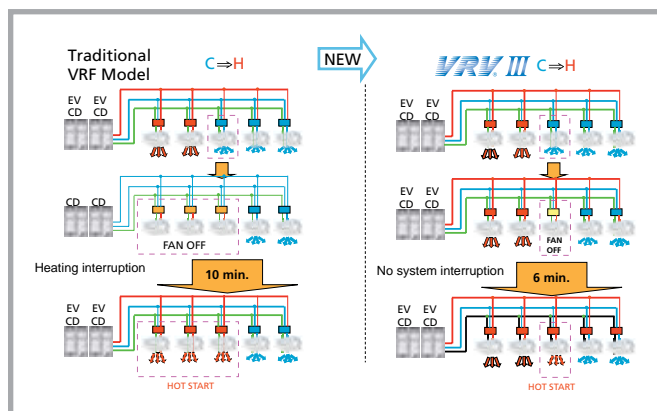 Traditional
VRF Model
C⇒H
NEW
VRV® III C⇒H
EV EV
CD CD
EV EV
CD CD
CD CD
FAN OFF
EV EV
CD CD
FAN
OFF
Heating interruption
10 min.
No system interruption
6 min.
EV EV
CD CD
HOT START
EV EV
CD CD
HOT START